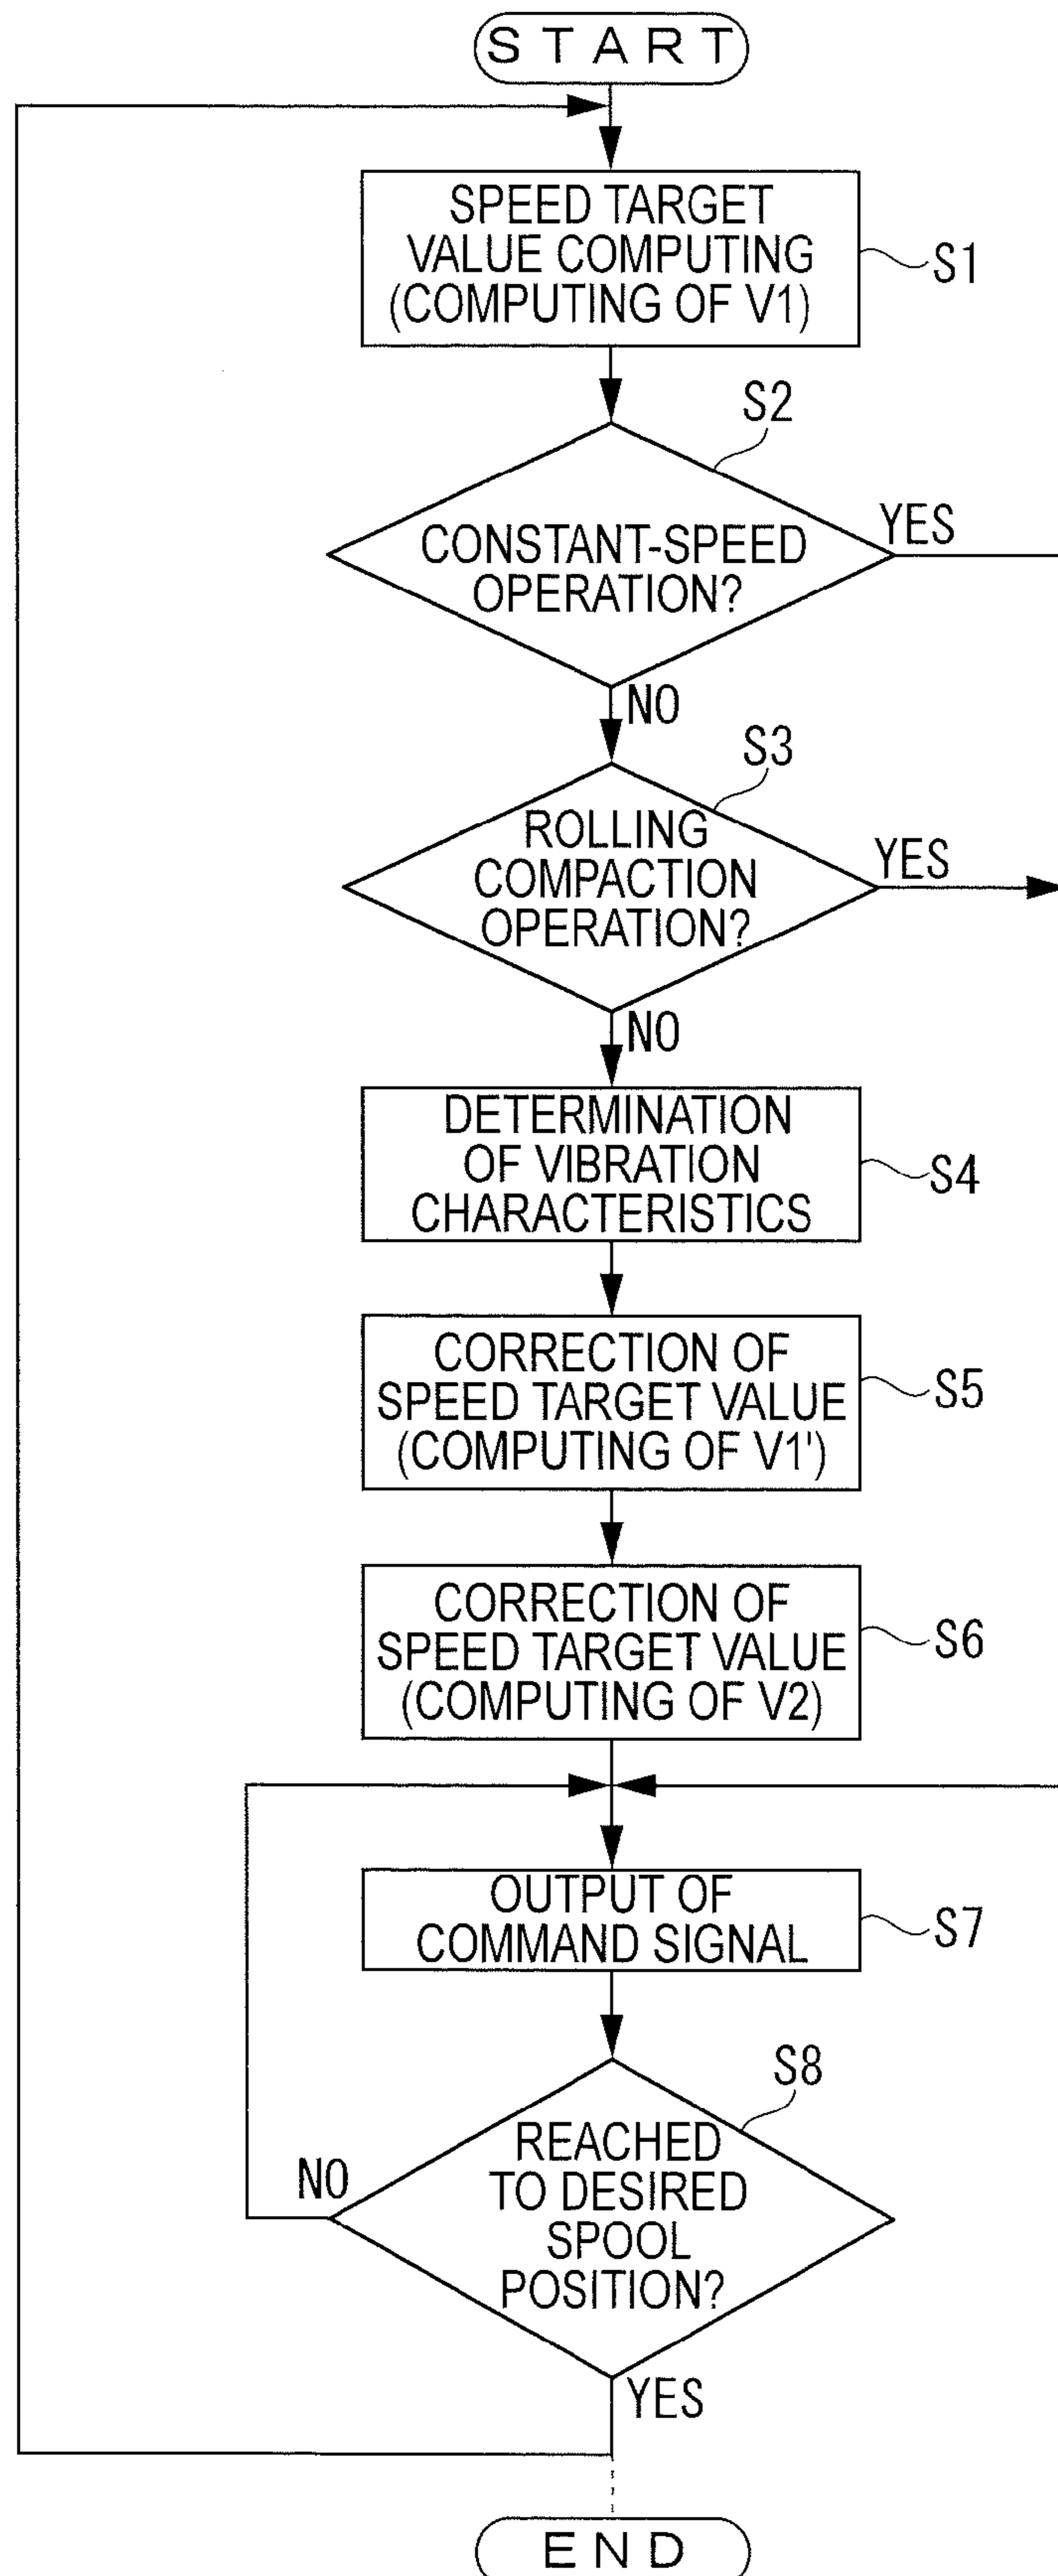 START
SPEED TARGET
VALUE COMPUTING
(COMPUTING OF V1)
S1
S2
CONSTANT-SPEED
OPERATION?
YES
NO
S3
ROLLING
COMPACTION
OPERATION?
YES
NO
DETERMINATION
OF VIBRATION
CHARACTERISTICS
S4
CORRECTION OF
SPEED TARGET VALUE
(COMPUTING OF V1')
S5
CORRECTION OF
SPEED TARGET VALUE
(COMPUTING OF V2)
S6
OUTPUT OF
COMMAND SIGNAL
S7
S8
REACHED
TO DESIRED
SPOOL
POSITION?
NO
YES
END